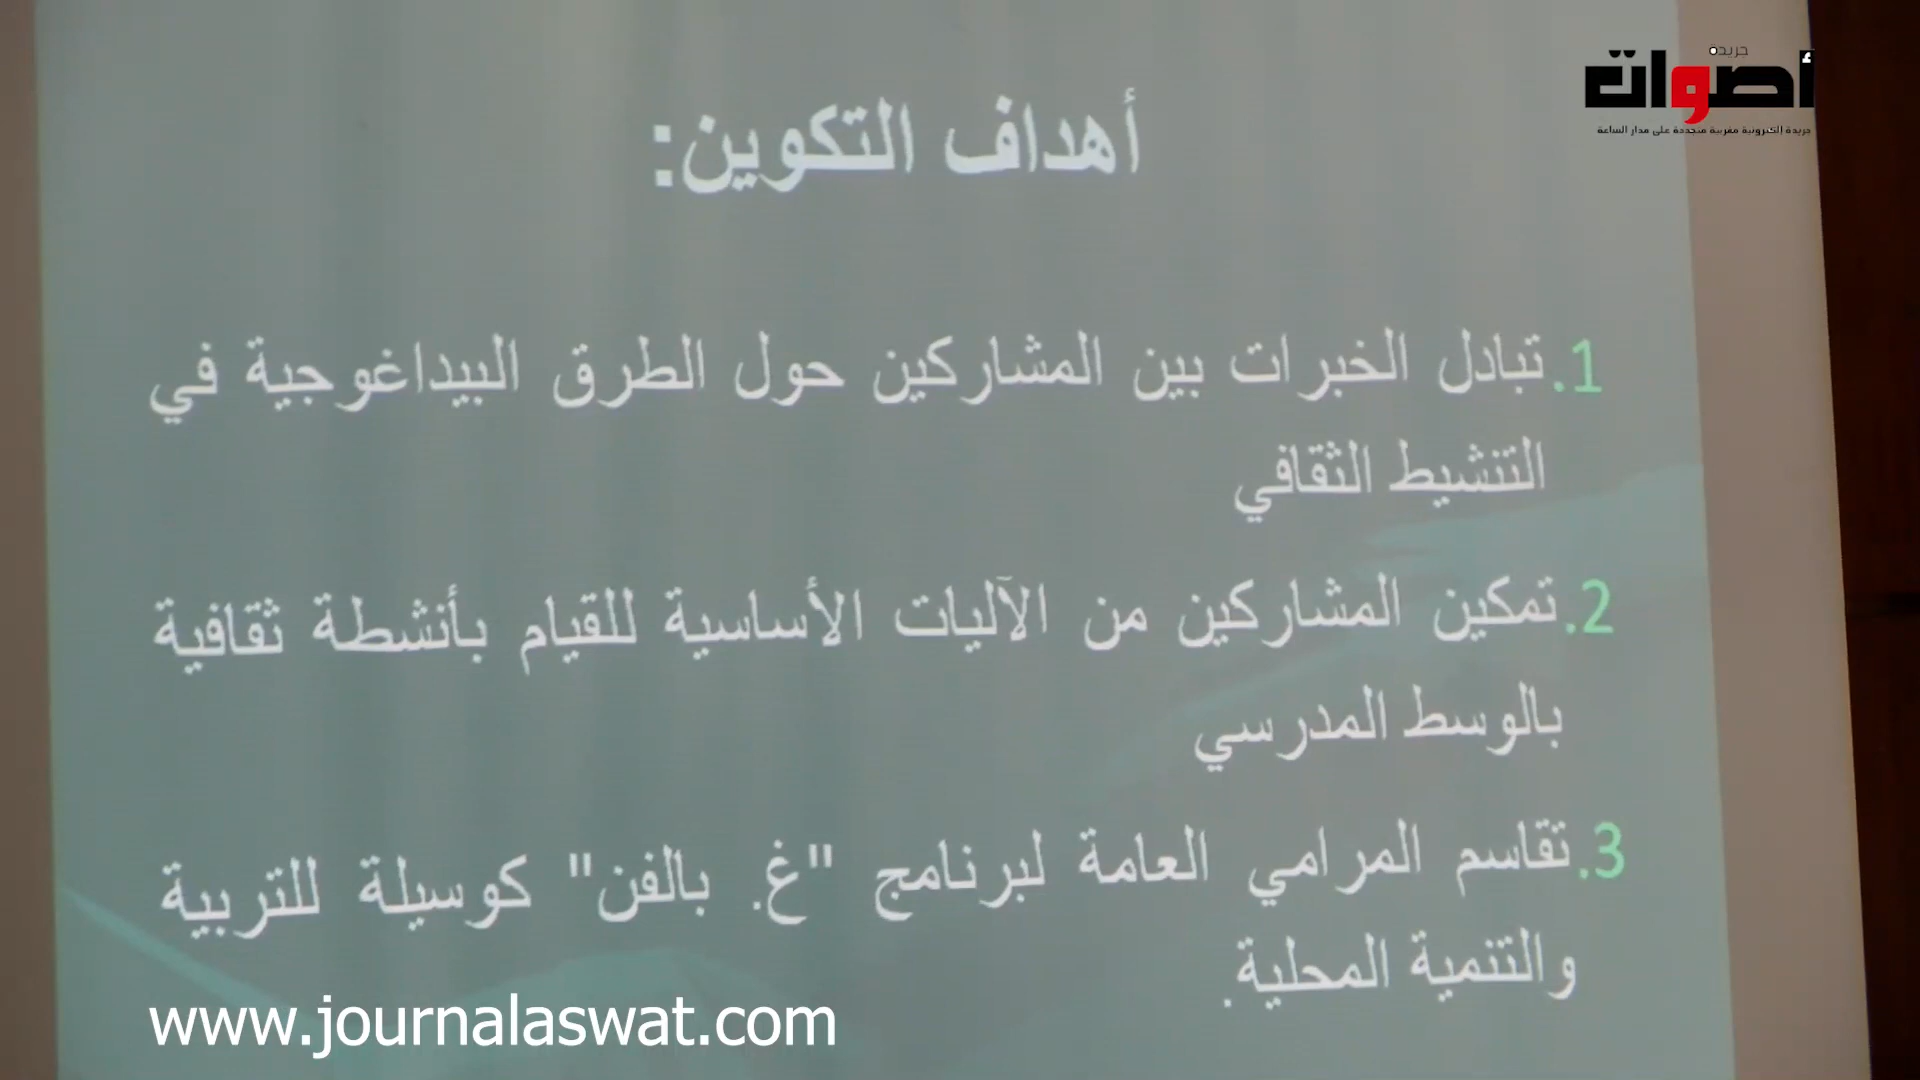 جريدة
أصوات
جريدة إلكترونية مغربية متجددة على مدار الساعة
أهداف التكوين:
1. تبادل الخبرات بين المشاركين حول الطرق البيداغوجية في
التنشيط الثقافي
2. تمكين المشاركين من الآليات الأساسية للقيام بأنشطة ثقافية
بالوسط المدرسي
3. تقاسم المرامي العامة لبرنامج "غ. بالفن" كوسيلة للتربية
والتنمية المحلية.
www.journalaswat.com